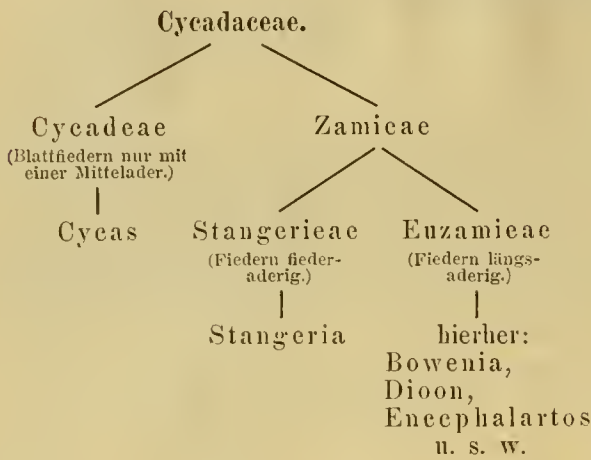 Cycadaceae.
Cycadeae
(Blattfiedern nur mit
einer Mittelader.)
Cycas
Zamieae
Stangerieae
(Fiedern fieder-
aderig.)
Stangeria
Euzamieae
(Fiedern längs-
aderig.)
hierher:
Bowenia,
Dioon,
Encephalartos
u. s. w.